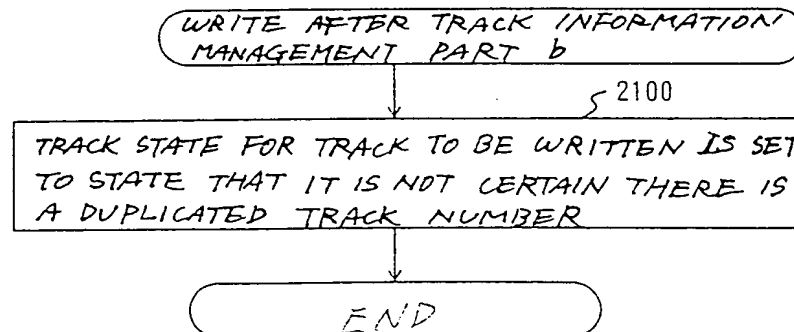 WRITE AFTER TRACK INFORMATION
MANAGEMENT PART b
2100
TRACK STATE FOR TRACK TO BE WRITTEN IS SET
TO STATE THAT IT IS NOT CERTAIN THERE IS
A DUPLICATED TRACK NUMBER
END